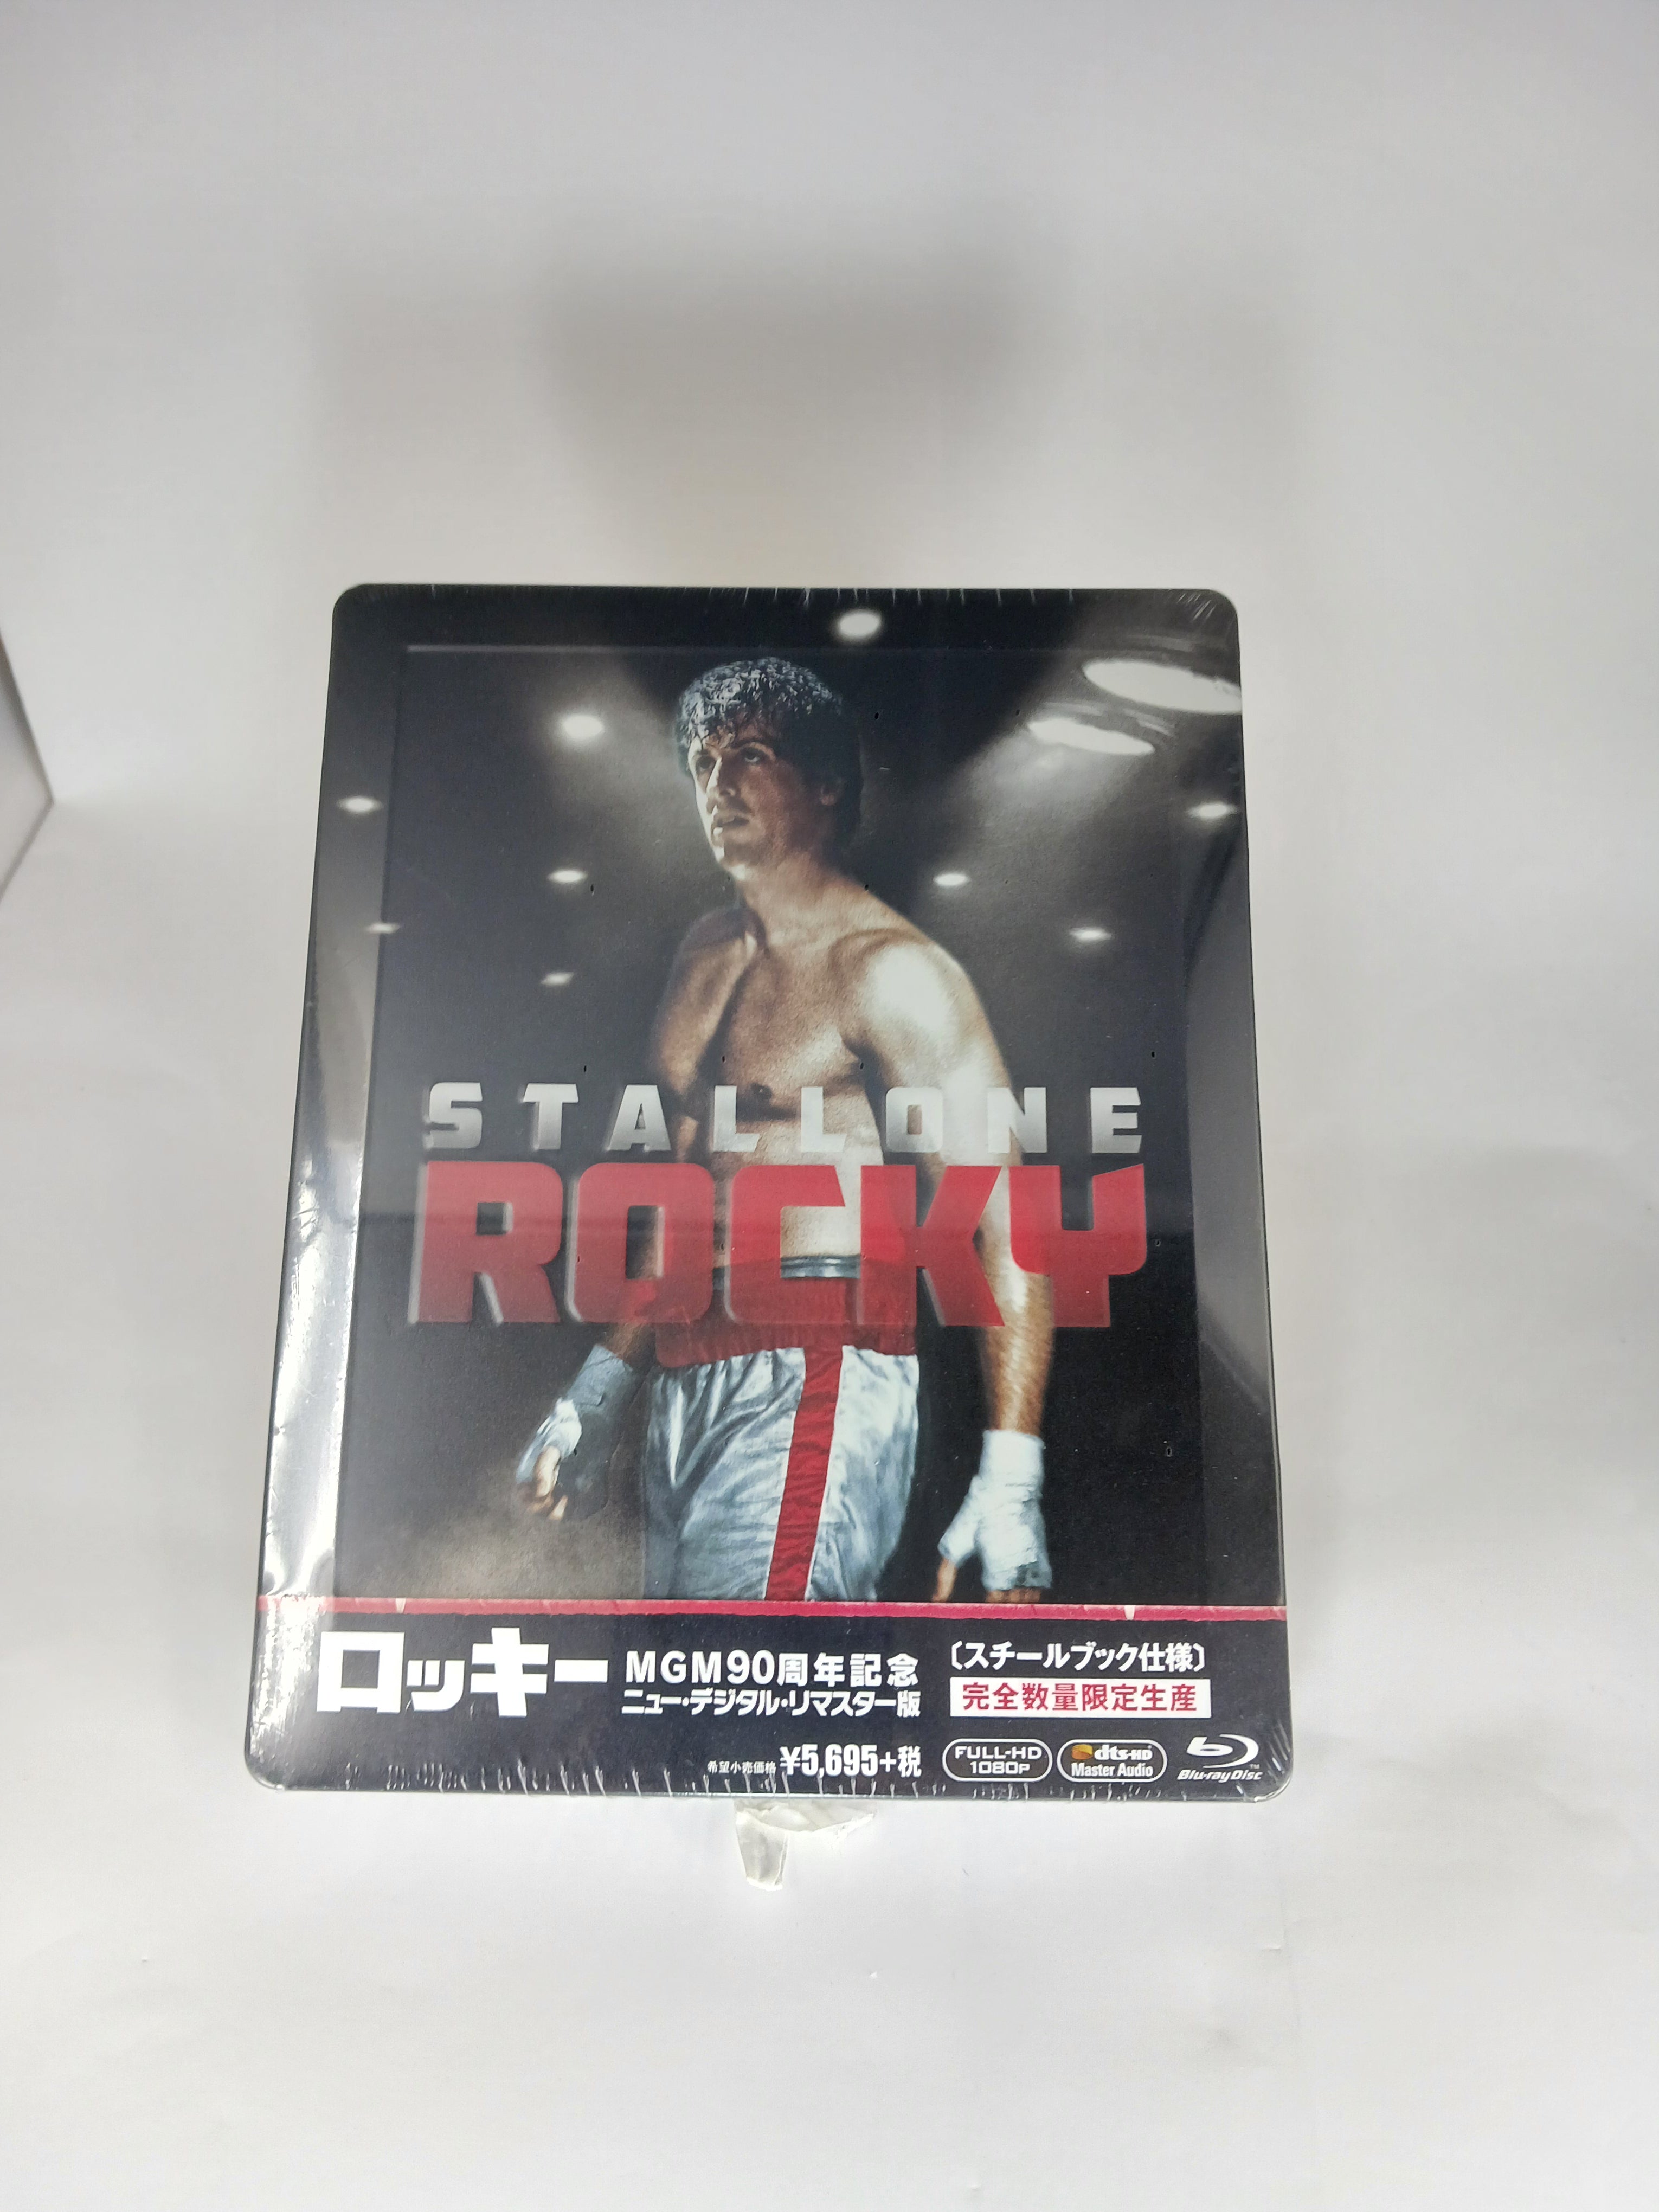 STALLONE
ROCKY
ロッキー
MGM90周年記念
ニュー・デジタル・リマスター版
〔スチールブック仕様〕
完全数量限定生産
希望小売価格 ¥5,695+税
FULL-HD
1080P
dts-HD
Master Audio
Blu-ray Disc
TM